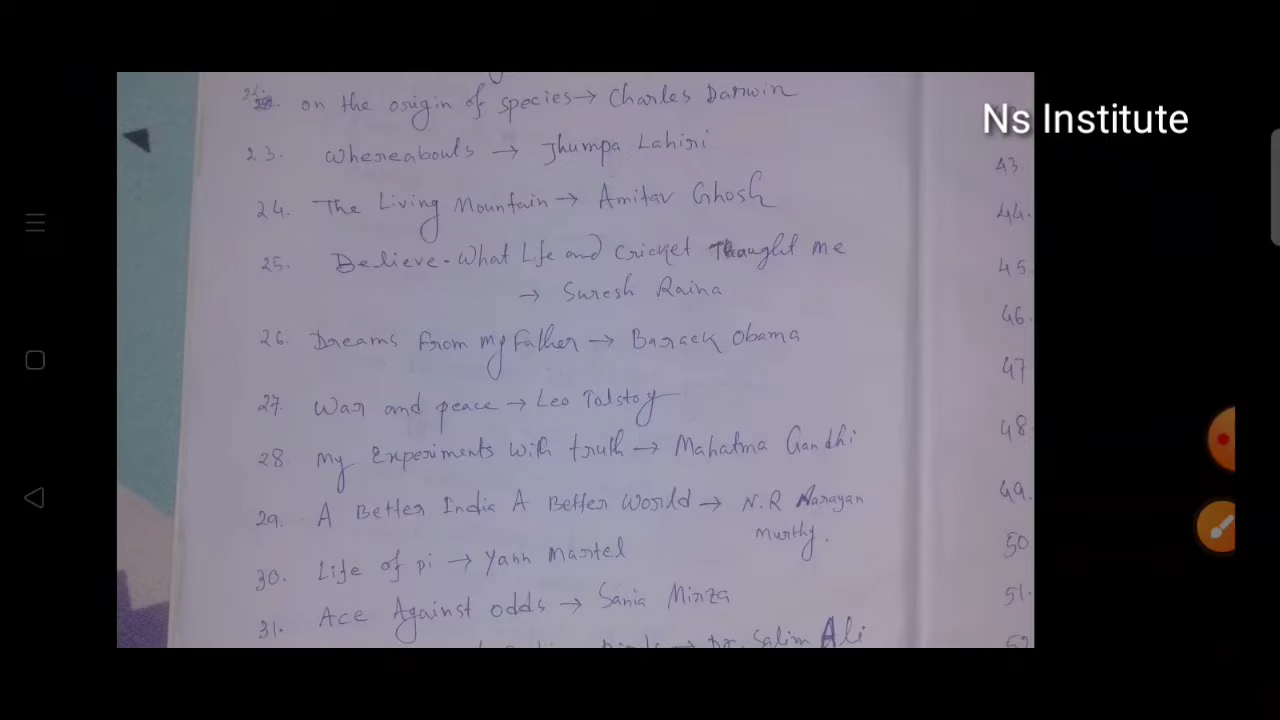 Ns Institute
22. on the origin of species → Charles Darwin
23. Whereabouts → Jhumpa Lahiri
24. The Living Mountain → Amitav Ghosh
25. Believe - What Life and Cricket Thaught Me
→ Suresh Raina
26. Dreams from My Father → Barack Obama
27. War and peace → Leo Tolstoy
28. My Experiments with truth → Mahatma Gandhi
29. A Better India A Better World → N.R Narayan
Murthy.
30. Life of pi → Yann Martel
31. Ace Against odds → Sania Mirza
→ Dr. Salim Ali
43.
44.
45.
46.
47
48.
49.
50
51.
52